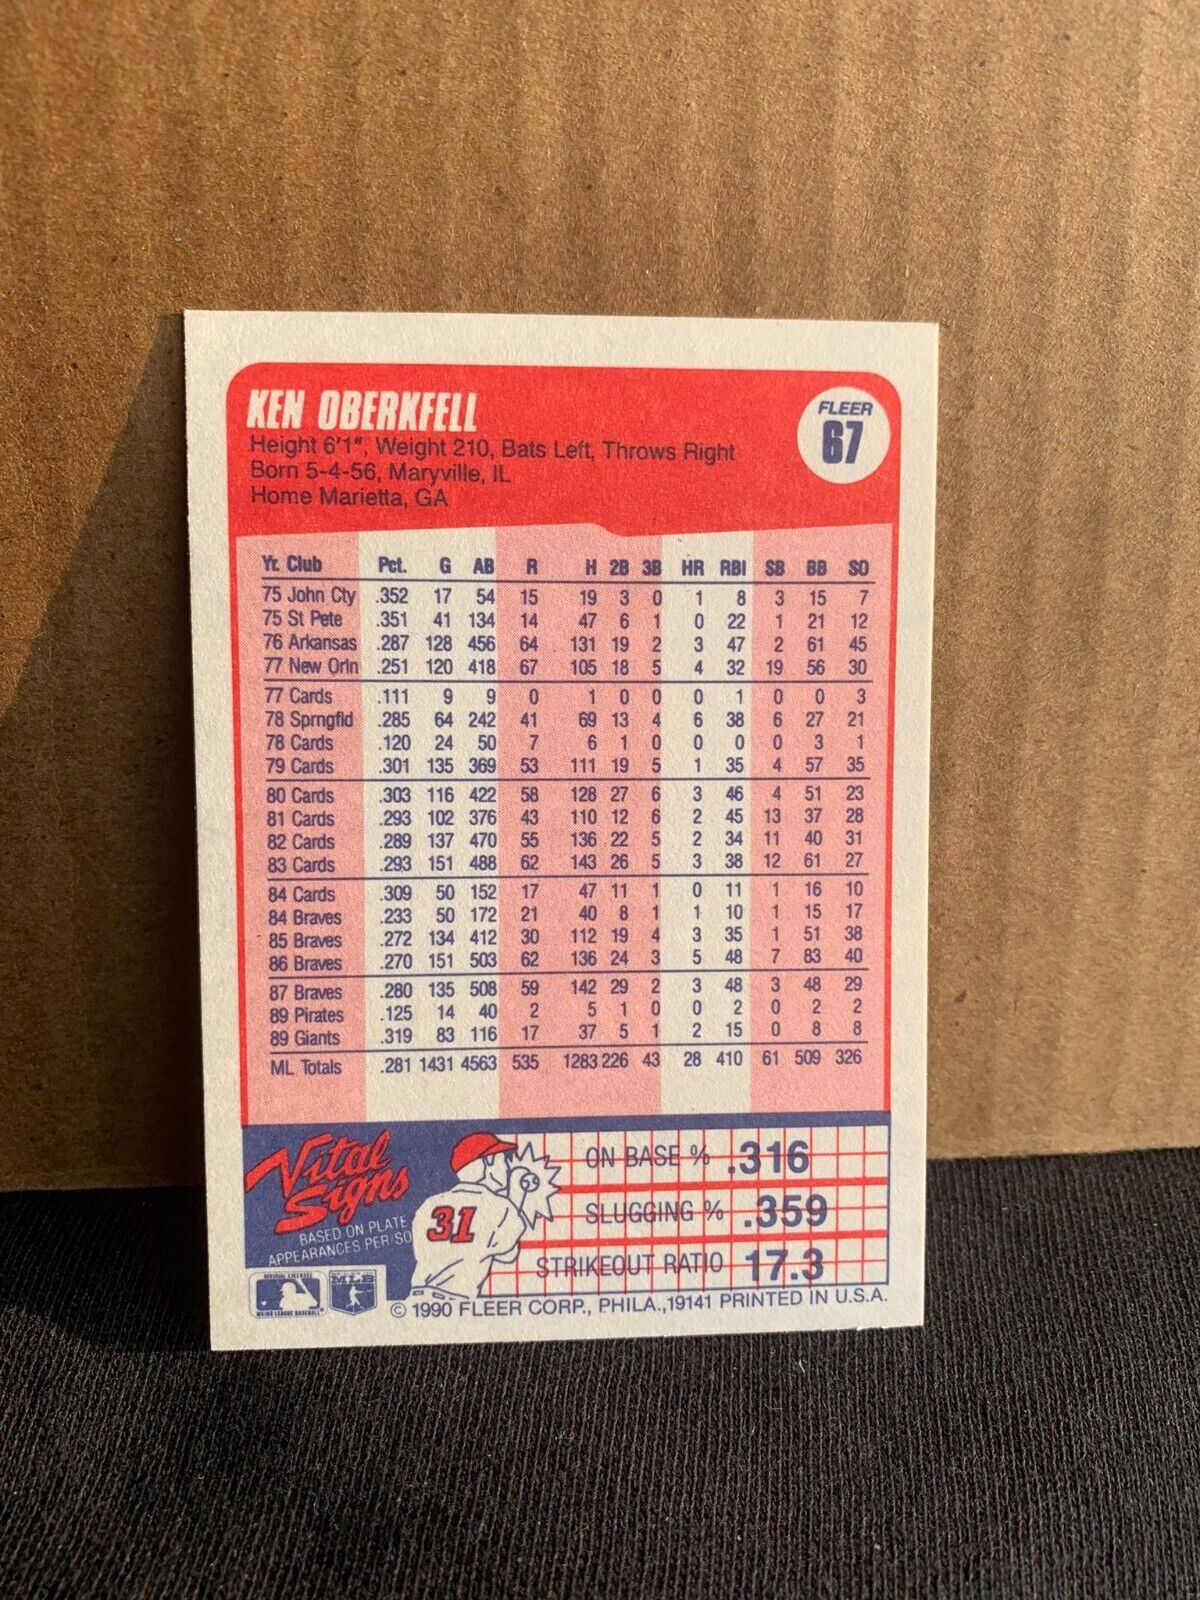 KEN OBERKFELL
FLEER
67
Height 6'1", Weight 210, Bats Left, Throws Right
Born 5-4-56, Maryville, IL
Home Marietta, GA
Yr. Club Pct. G AB R H 2B 3B HR RBI SB BB SO
75 John Cty .352 17 54 15 19 3 0 1 8 3 15 7
75 St Pete .351 41 134 14 47 6 1 0 22 1 21 12
76 Arkansas .287 128 456 64 131 19 2 3 47 2 61 45
77 New Orln .251 120 418 67 105 18 5 4 32 19 56 30
77 Cards .111 9 9 0 1 0 0 0 1 0 0 3
78 Sprngfld .285 64 242 41 69 13 4 6 38 6 27 21
78 Cards .120 24 50 7 6 1 0 0 0 0 3 1
79 Cards .301 135 369 53 111 19 5 1 35 4 57 35
80 Cards .303 116 422 58 128 27 6 3 46 4 51 23
81 Cards .293 102 376 43 110 12 6 2 45 13 37 28
82 Cards .289 137 470 55 136 22 5 2 34 11 40 31
83 Cards .293 151 488 62 143 26 5 3 38 12 61 27
84 Cards .309 50 152 17 47 11 1 0 11 1 16 10
84 Braves .233 50 172 21 40 8 1 1 10 1 15 17
85 Braves .272 134 412 30 112 19 4 3 35 1 51 38
86 Braves .270 151 503 62 136 24 3 5 48 7 83 40
87 Braves .280 135 508 59 142 29 2 3 48 3 48 29
89 Pirates .125 14 40 2 5 1 0 0 2 0 2 2
89 Giants .319 83 116 17 37 5 1 2 15 0 8 8
ML Totals .281 1431 4563 535 1283 226 43 28 410 61 509 326
Vital
Signs
BASED ON PLATE
APPEARANCES PER SO
31
ON BASE % .316
SLUGGING % .359
STRIKEOUT RATIO 17.3
OFFICIAL LICENSEE
MAJOR LEAGUE BASEBALL
MLB
© 1990 FLEER CORP., PHILA.,19141 PRINTED IN U.S.A.